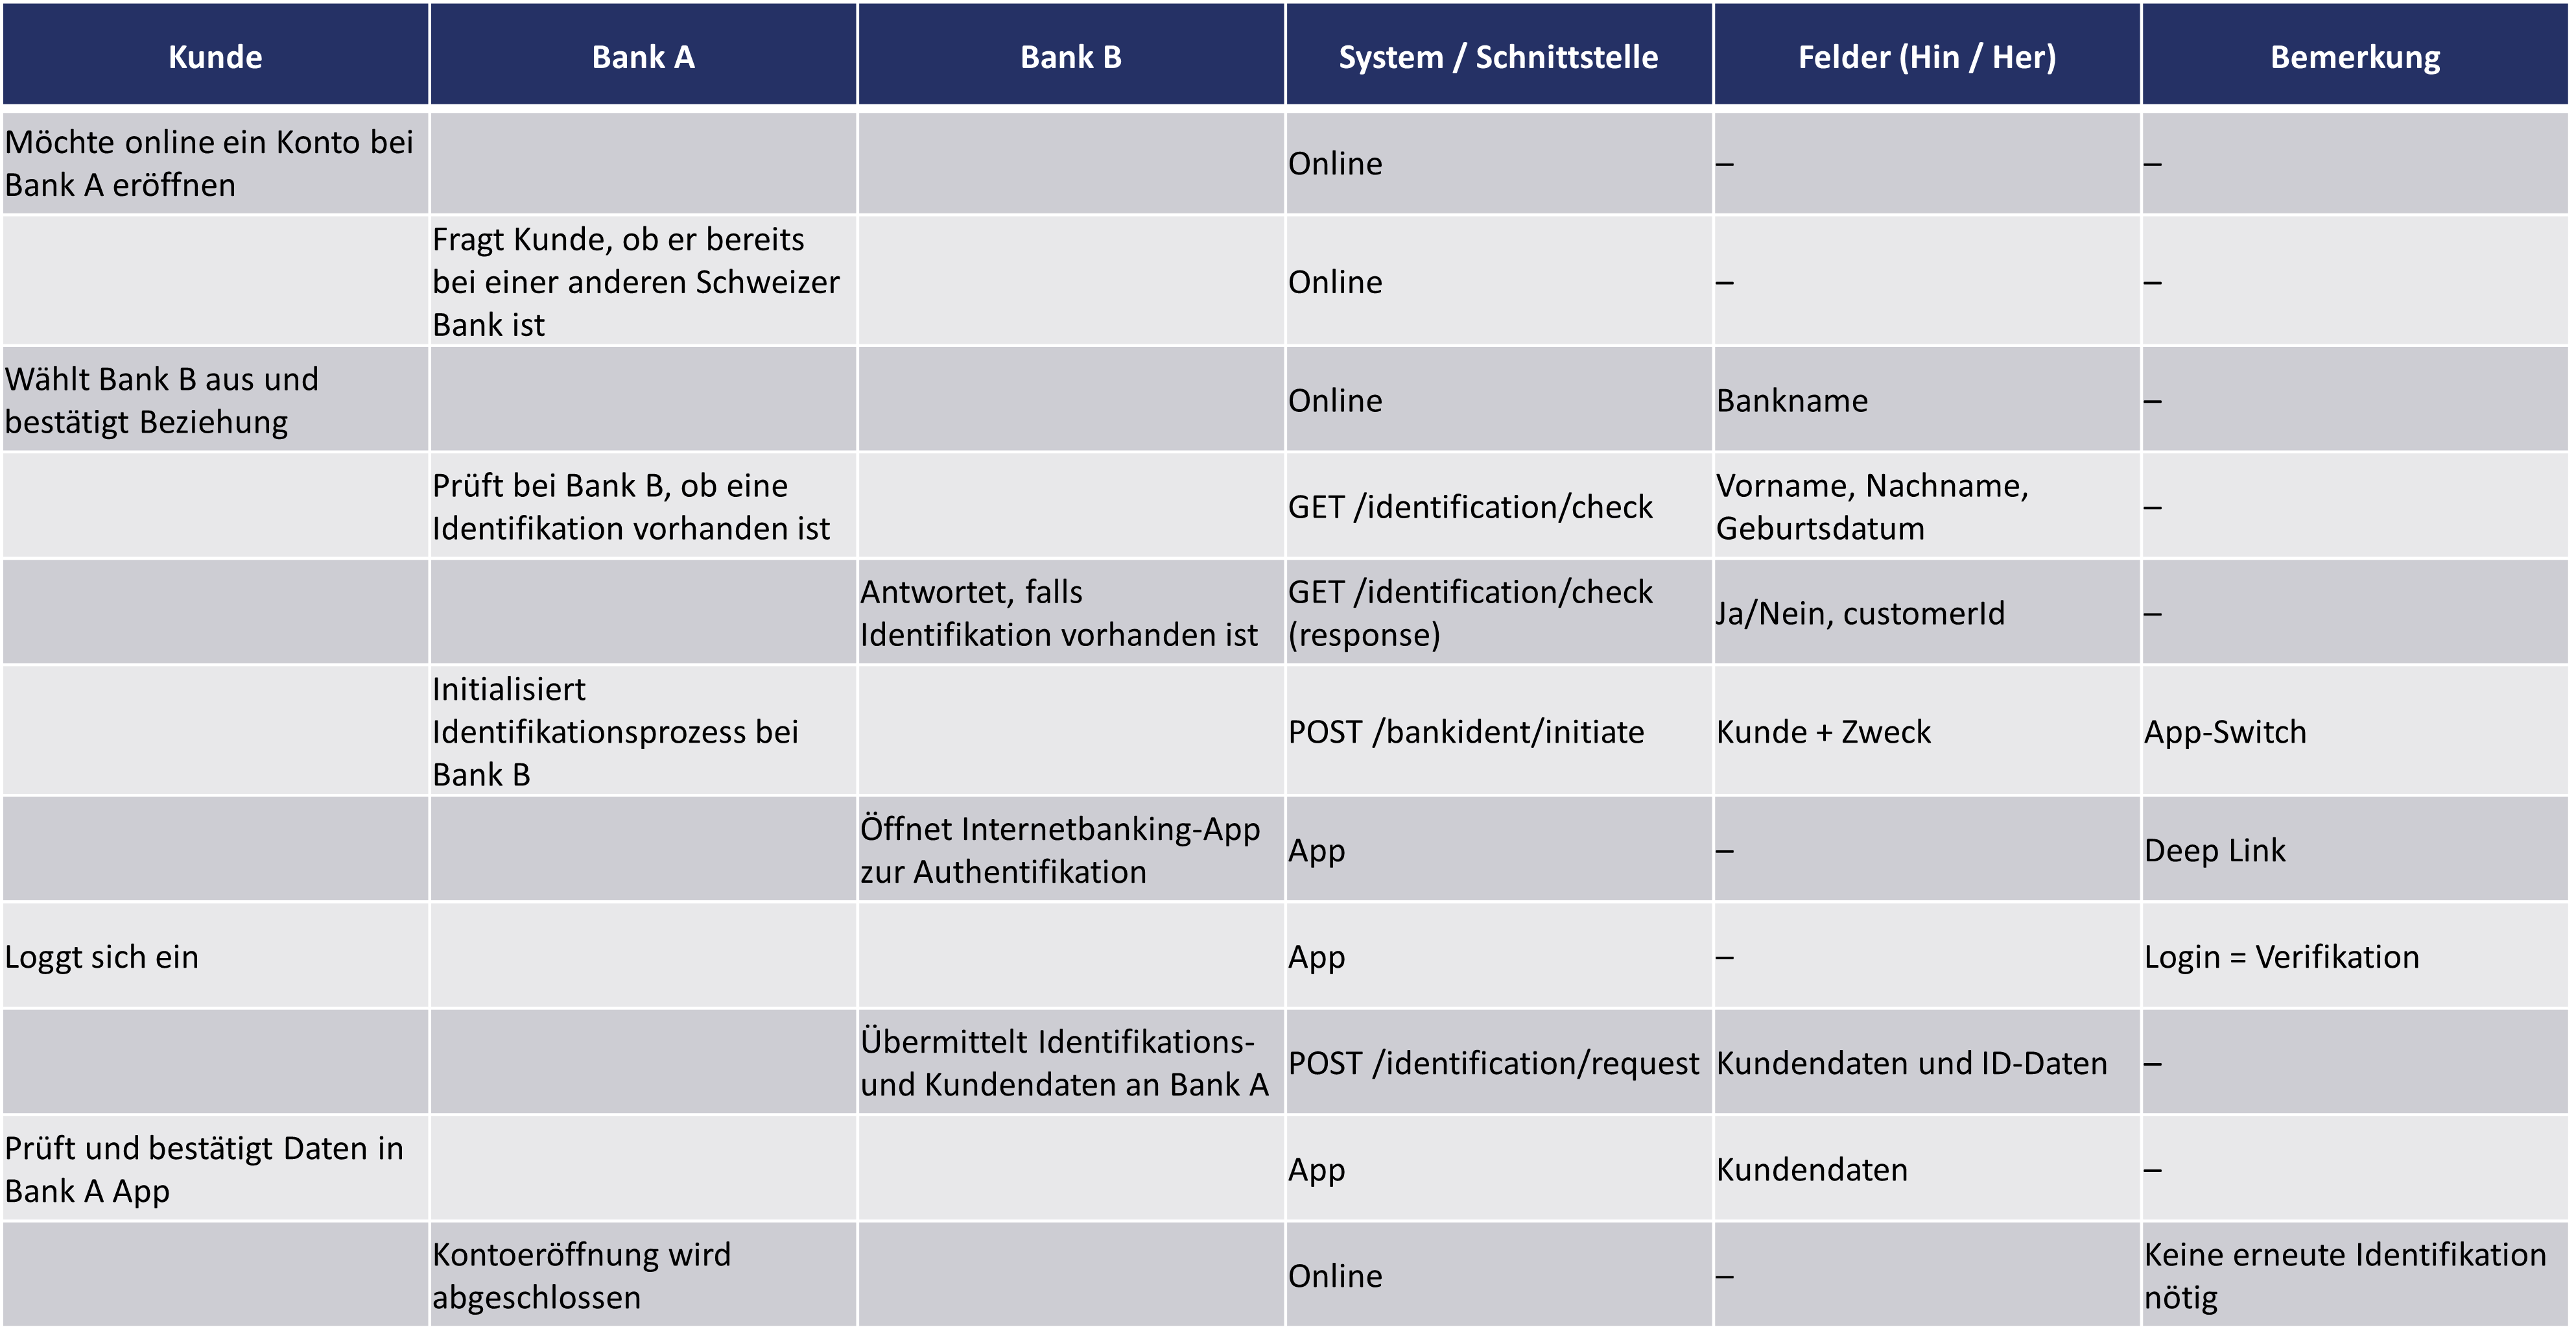 Kunde
Bank A
Bank B
System / Schnittstelle
Felder (Hin / Her)
Bemerkung
Möchte online ein Konto bei
Bank A eröffnen
Online
–
–
Fragt Kunde, ob er bereits
bei einer anderen Schweizer
Bank ist
Online
–
–
Wählt Bank B aus und
bestätigt Beziehung
Online
Bankname
–
Prüft bei Bank B, ob eine
Identifikation vorhanden ist
GET /identification/check
Vorname, Nachname,
Geburtsdatum
–
Antwortet, falls
Identifikation vorhanden ist
GET /identification/check
(response)
Ja/Nein, customerId
–
Initialisiert
Identifikationsprozess bei
Bank B
POST /bankident/initiate
Kunde + Zweck
App-Switch
Öffnet Internetbanking-App
zur Authentifikation
App
–
Deep Link
Loggt sich ein
App
–
Login = Verifikation
Übermittelt Identifikations-
und Kundendaten an Bank A
POST /identification/request
Kundendaten und ID-Daten
–
Prüft und bestätigt Daten in
Bank A App
App
Kundendaten
–
Kontoeröffnung wird
abgeschlossen
Online
–
Keine erneute Identifikation
nötig